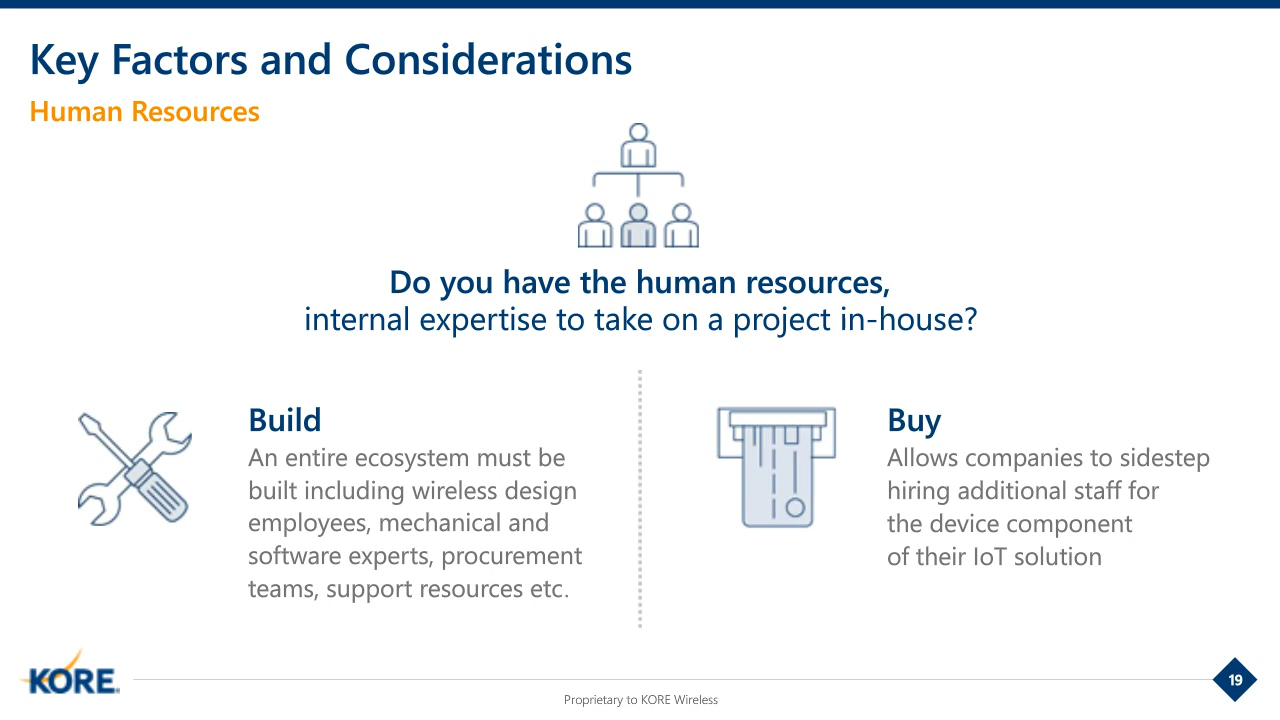 Key Factors and Considerations
Human Resources
Do you have the human resources,
internal expertise to take on a project in-house?
Build
An entire ecosystem must be
built including wireless design
employees, mechanical and
software experts, procurement
teams, support resources etc.
Buy
Allows companies to sidestep
hiring additional staff for
the device component
of their IoT solution
KORE
Proprietary to KORE Wireless
19